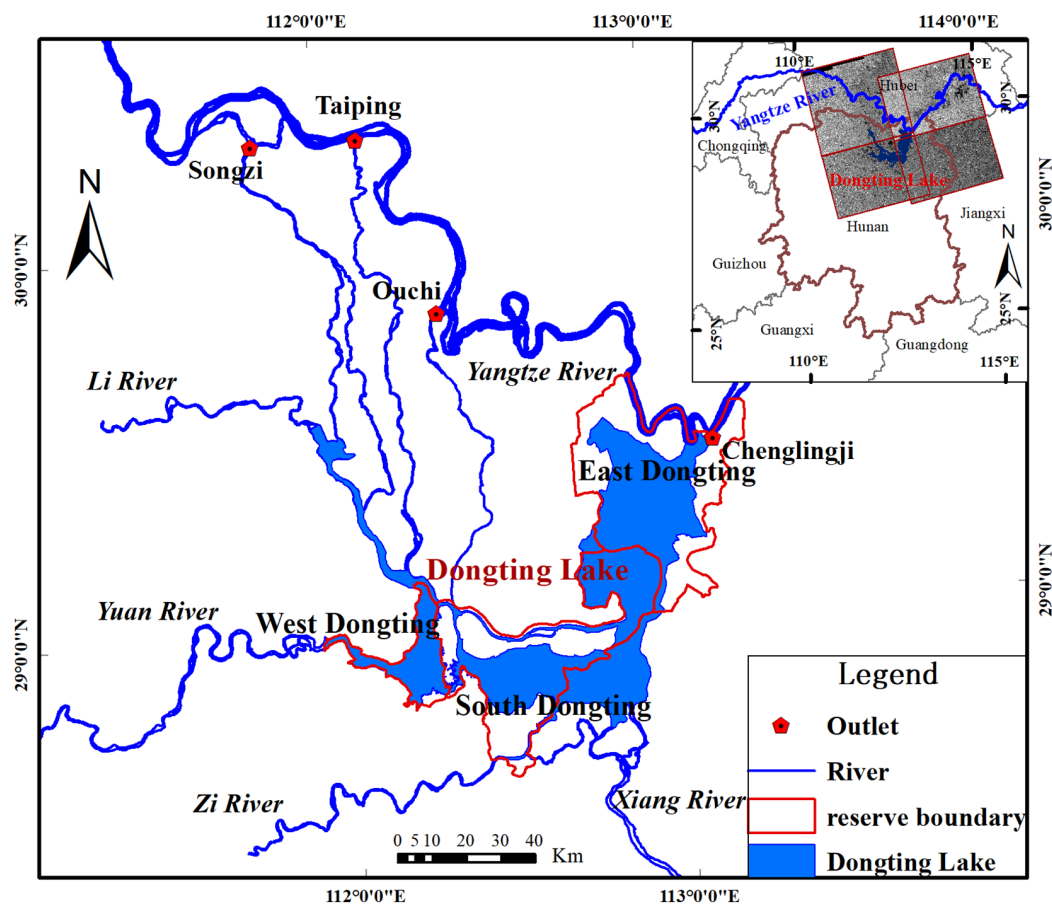 112°0'0"E
113°0'0"E
114°0'0"E
110°E
115°E
Hubei
Yangtze River
30°N
30°N
Chongqing
Dongting Lake
Hunan
Jiangxi
N
Guizhou
Guangxi
Guangdong
25°N
25°N
110°E
115°E
Taiping
Songzi
N
30°0'0"N
30°0'0"N
Ouchi
Yangtze River
Li River
Chenglingji
East Dongting
Dongting Lake
29°0'0"N
Yuan River
West Dongting
29°0'0"N
South Dongting
Zi River
Xiang River
Legend
Outlet
River
reserve boundary
Dongting Lake
0 5 10 20 30 40
Km
112°0'0"E
113°0'0"E